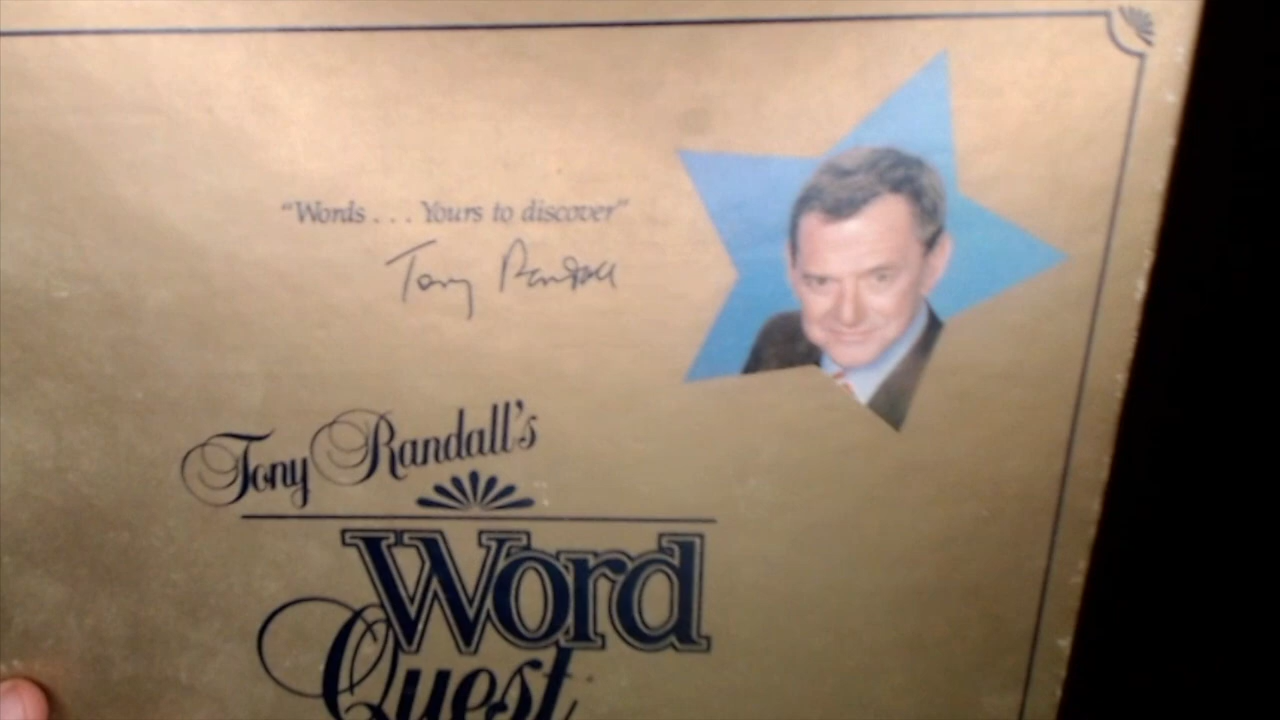 "Words . . . Yours to discover"
Tony Randall
Tony Randall's
Word
Quest